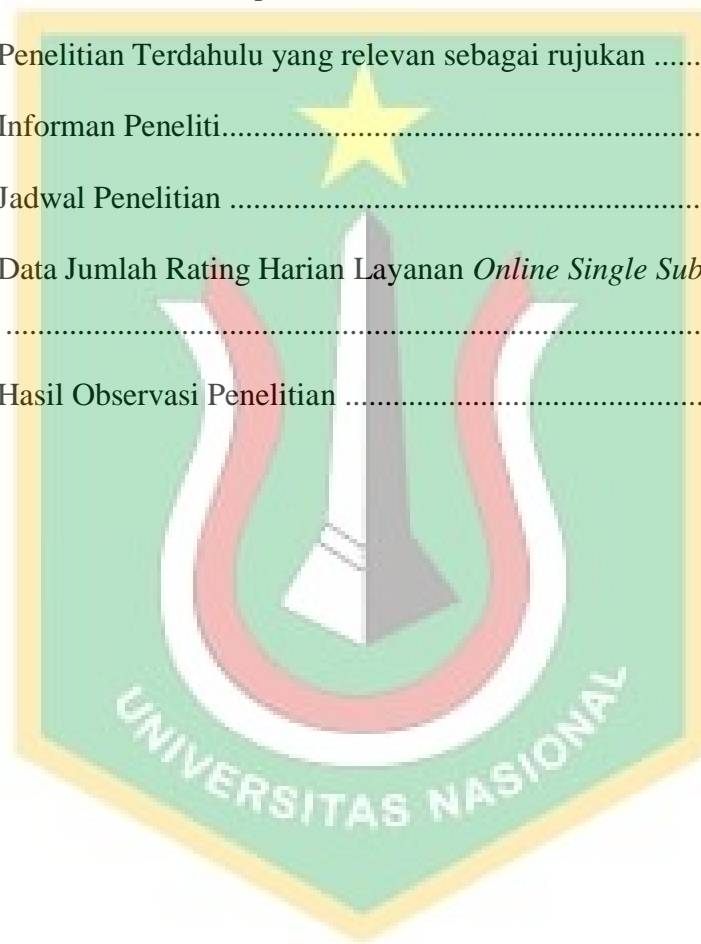 Penelitian Terdahulu yang relevan sebagai rujukan ......
Informan Peneliti............................................................
Jadwal Penelitian ...........................................................
Data Jumlah Rating Harian Layanan Online Single
.......................................................................................
Hasil Observasi Penelitian .............................................
UNIVERSITAS NASIONAL